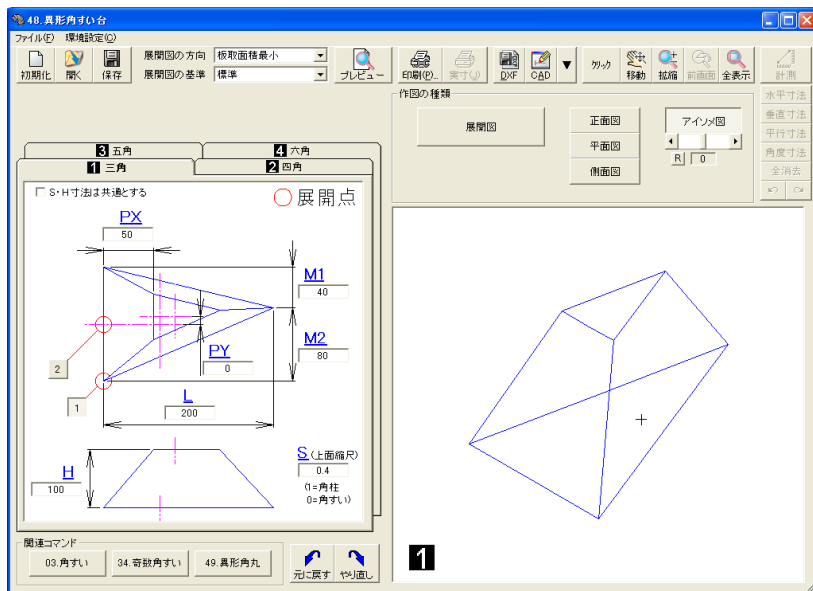 48.異形角すい台
ファイル(F) 環境設定(C)
初期化 開く 保存 展開図の方向 板取面積最小 プレビュー 印刷(P).. 実寸(J) DXF CAD ▼ クリック 移動 拡縮 前画面 全表示 計測
展開図の基準 標準
作図の種類
展開図 正面図 アイソメ図
平面図
側面図
R 0
水平寸法
垂直寸法
平行寸法
角度寸法
全消去
3 五角 4 六角
1 三角 2 四角
S・H寸法は共通とする
展開点
PX
50
M1
40
M2
80
PY
0
2
1
L
200
H
100
S (上面縮尺)
0.4
(1=角柱
0=角すい)
関連コマンド
03.角すい 34.奇数角すい 49.異形角丸
元に戻す やり直し
1